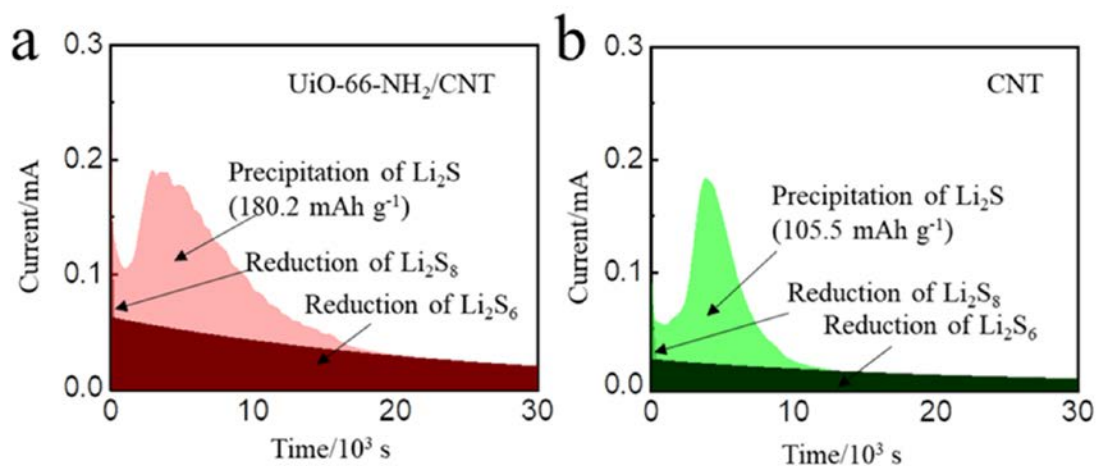 a
0.3
0.2
0.1
0.0
Current/mA
UiO-66-NH₂/CNT
Precipitation of Li₂S
(180.2 mAh g⁻¹)
Reduction of Li₂S₈
Reduction of Li₂S₆
0 10 20 30
Time/10³ s
b
0.3
0.2
0.1
0.0
Current/mA
CNT
Precipitation of Li₂S
(105.5 mAh g⁻¹)
Reduction of Li₂S₈
Reduction of Li₂S₆
0 10 20 30
Time/10³ s